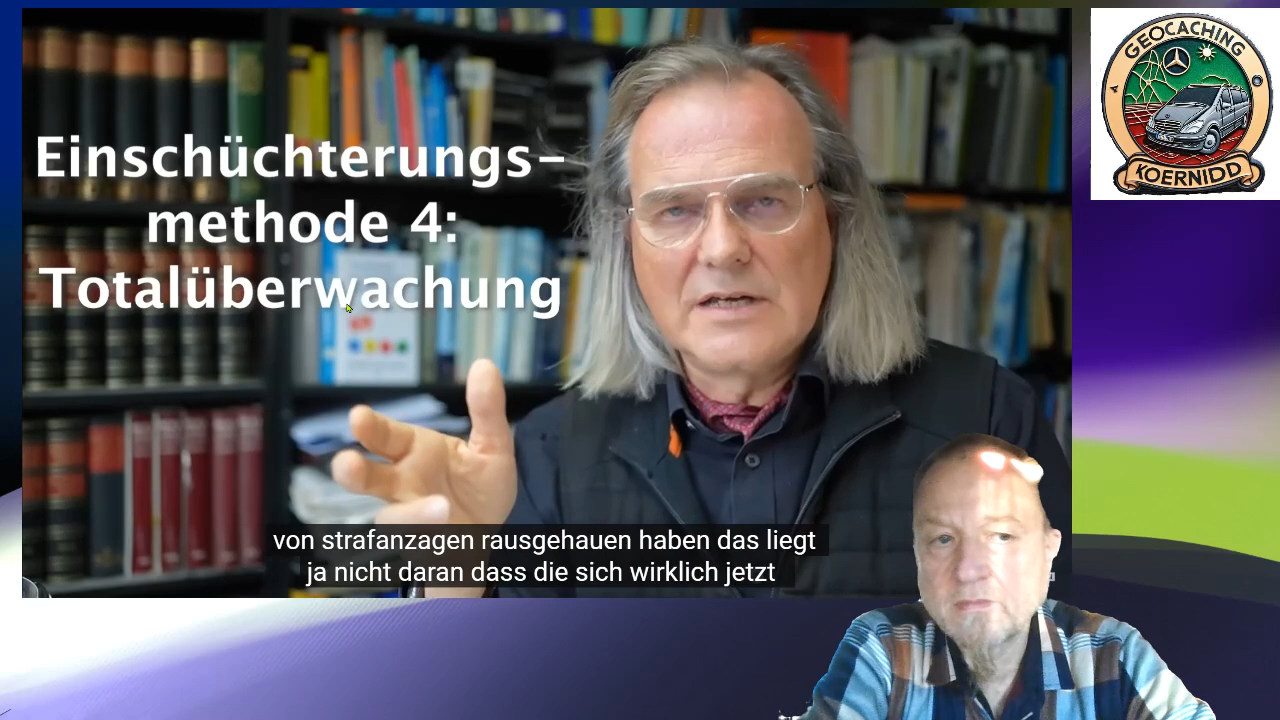 GEOCACHING
KOERNIDD
Einschüchterungs-
methode 4:
Totalüberwachung
von strafanzagen rausgehauen haben das liegt
ja nicht daran dass die sich wirklich jetzt